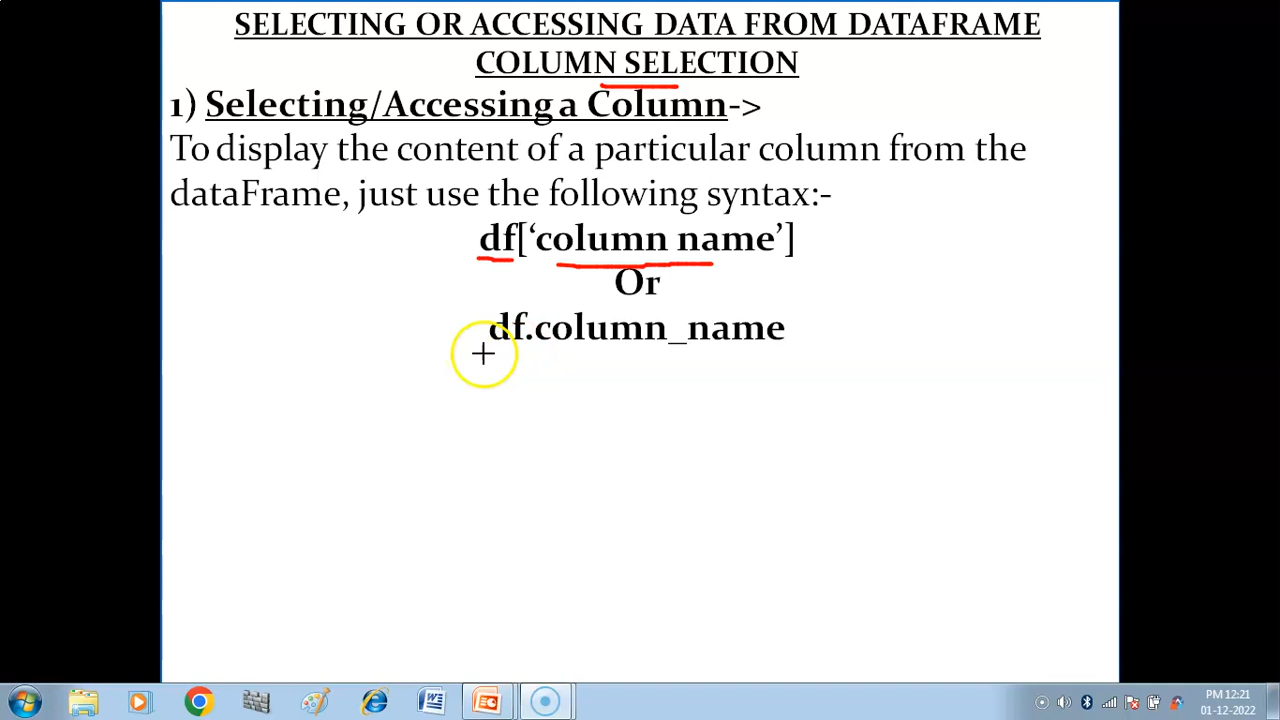 SELECTING OR ACCESSING DATA FROM DATAFRAME
COLUMN SELECTION
1) Selecting/Accessing a Column->
To display the content of a particular column from the
dataFrame, just use the following syntax:-
df[‘column name’]
Or
df.column_name
PM 12:21
01-12-2022